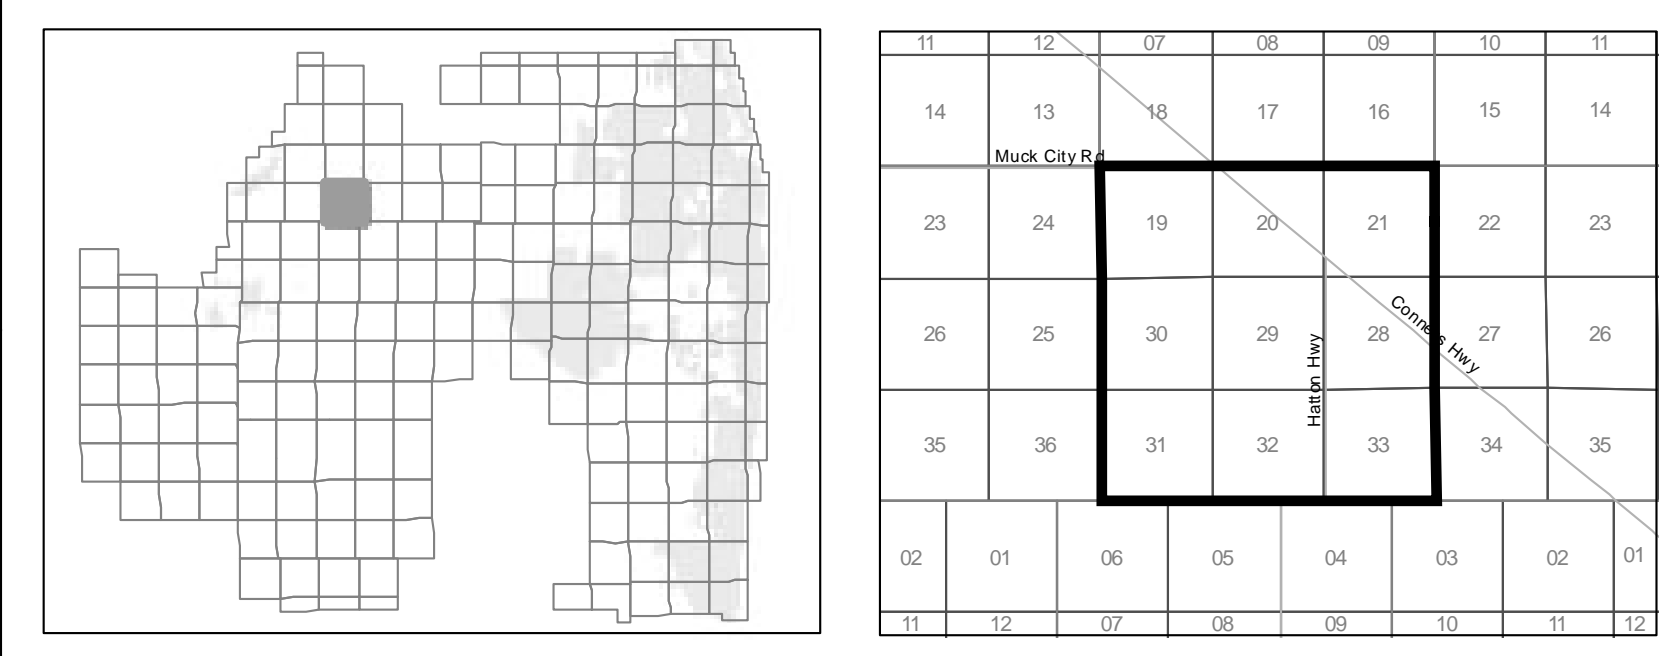 11 12 07 08 09 10 11
14 13 18 17 16 15 14
Muck City Rd
23 24 19 20 21 22 23
Conners Hwy
26 25 30 29 28 27 26
Hatton Hwy
35 36 31 32 33 34 35
02 01 06 05 04 03 02 01
11 12 07 08 09 10 11 12